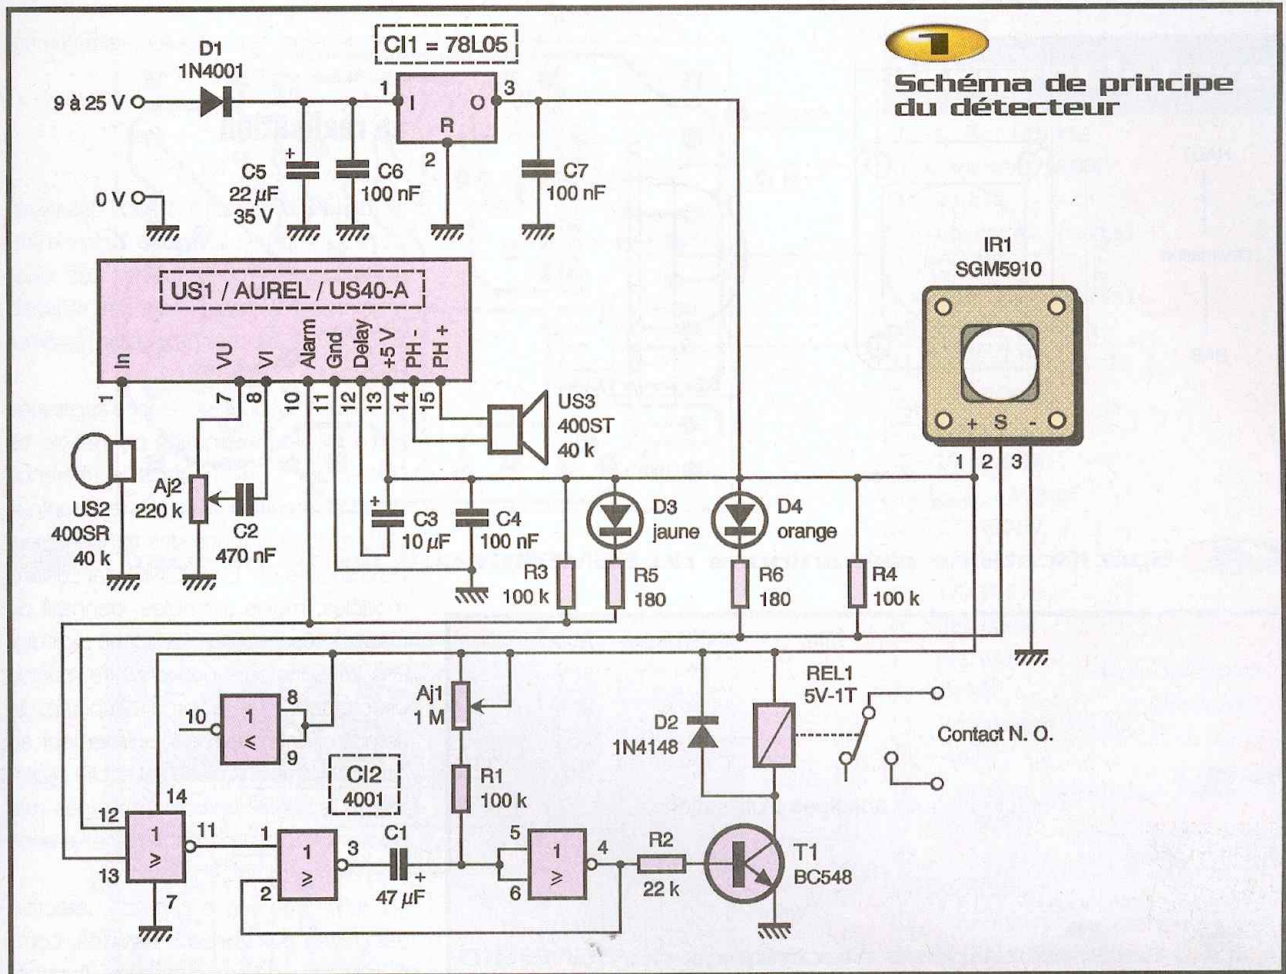 1
Schéma de principe
du détecteur
D1
1N4001
CI1 = 78L05
9 à 25 V
1
I
O
3
R
2
C5
22 µF
35 V
C6
100 nF
C7
100 nF
0 V
IR1
SGM5910
+ S -
1 2 3
US1 / AUREL / US40-A
In
VU
VI
Alarm
Gnd
Delay
+5 V
PH -
PH +
1
7
8
10
11
12
13
14
15
US3
400ST
40 k
US2
400SR
40 k
Aj2
220 k
C2
470 nF
C3
10 µF
C4
100 nF
D3
jaune
D4
orange
R3
100 k
R5
180
R6
180
R4
100 k
10
1
≤
8
9
CI2
4001
Aj1
1 M
R1
100 k
D2
1N4148
REL1
5V-1T
Contact N. O.
14
12
13
1
≥
11
7
1
2
1
≥
3
C1
47 µF
+
5
6
1
≥
4
R2
22 k
T1
BC548